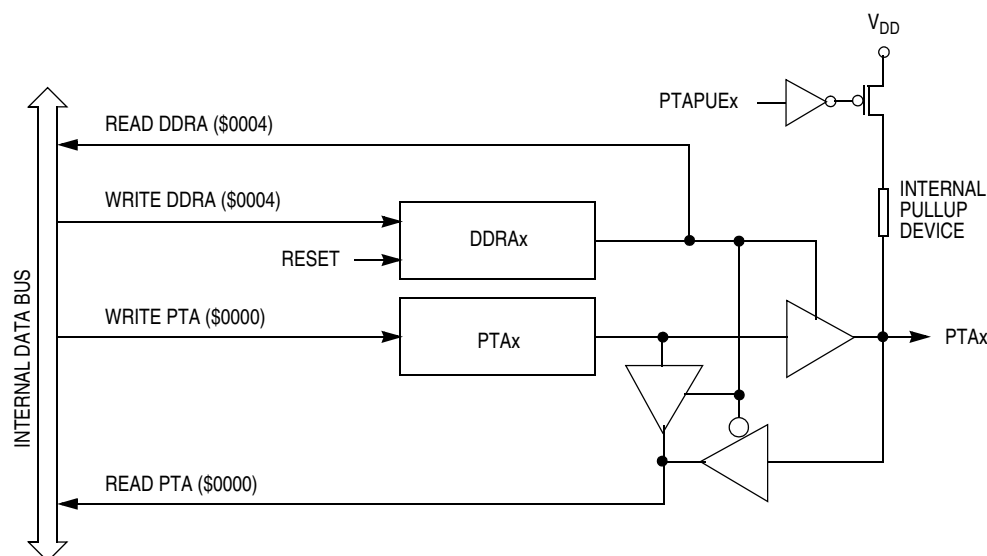 VDD
PTAPUEx
READ DDRA ($0004)
WRITE DDRA ($0004)
INTERNAL
PULLUP
DEVICE
DDRAx
RESET
INTERNAL DATA BUS
WRITE PTA ($0000)
PTAx
PTAx
READ PTA ($0000)